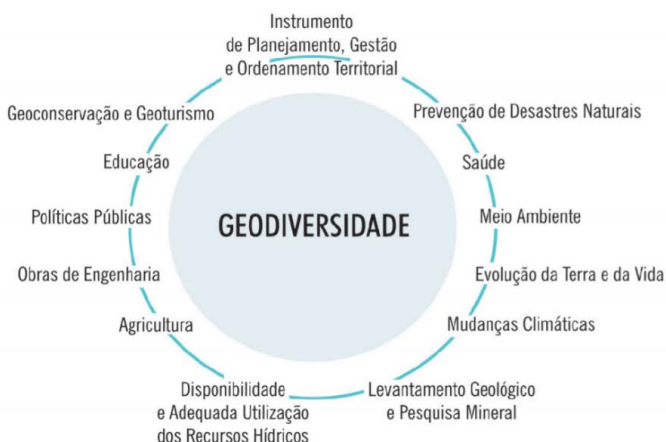 Instrumento
de Planejamento, Gestão
e Ordenamento Territorial
Geoconservação e Geoturismo
Prevenção de Desastres Naturais
Educação
Saúde
Políticas Públicas
GEODIVERSIDADE
Meio Ambiente
Obras de Engenharia
Evolução da Terra e da Vida
Agricultura
Mudanças Climáticas
Disponibilidade
e Adequada Utilização
dos Recursos Hídricos
Levantamento Geológico
e Pesquisa Mineral